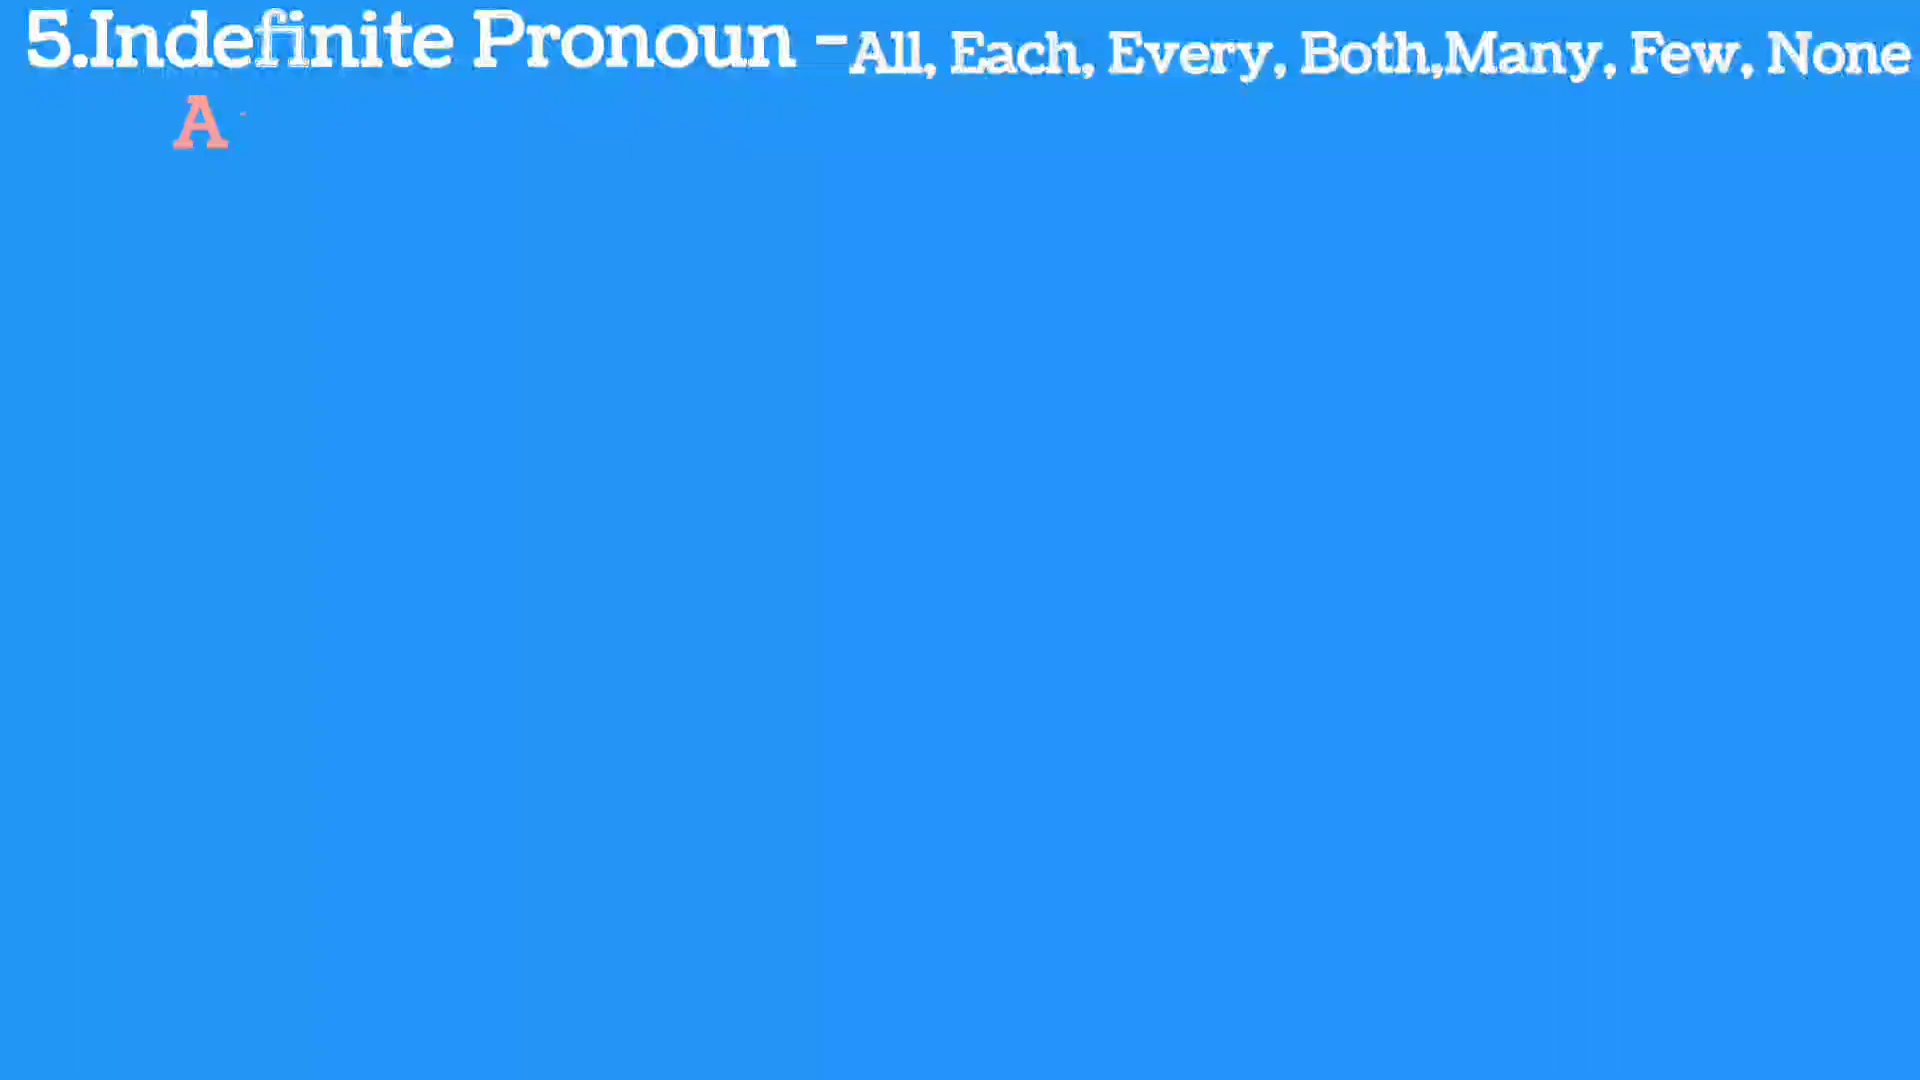 5.Indefinite Pronoun -All, Each, Every, Both,Many, Few, None
A